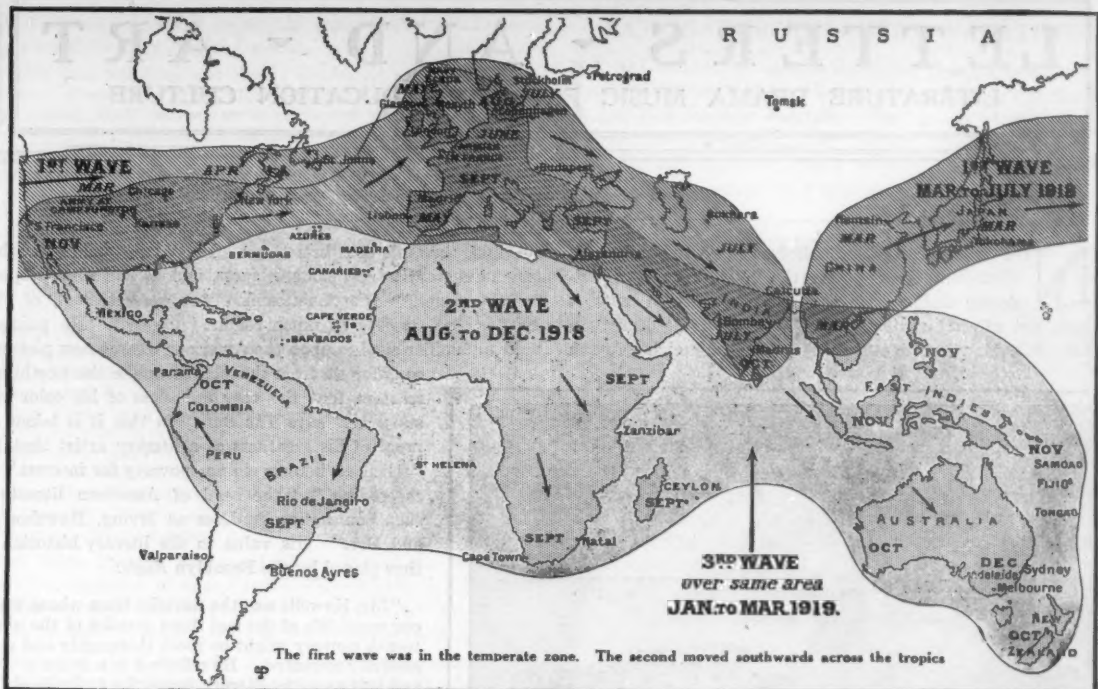 RUSSIA
Stockholm
Petrograd
JULY
Tomsk
MAY
AUG
London
JUNE
St. Johns
1ST WAVE
MAR
APR
Chicago
New York
S. Francisco
Kansas
NOV
Budapest
SEPT
Madrid
Lisbon
MAY
SEPT
Bokhara
JULY
Alexandria
1ST WAVE
MAR TO JULY 1918
Tientsin
MAR
JAPAN
MAR
Yokohama
CHINA
Calcutta
INDIA
Bombay
JULY
MAR
Madras
AZORES
BERMUDAS
MADEIRA
CANARIES
Mexico
CAPE VERDE
IS
BARBADOS
2ND WAVE
AUG. TO DEC. 1918
Panama
OCT
VENEZUELA
COLOMBIA
PERU
BRAZIL
Rio de Janeiro
SEPT
Valparaiso
Buenos Ayres
ST HELENA
SEPT
Zanzibar
CEYLON
SEPT
SEPT
Natal
Cape Town
NOV
EAST INDIES
NOV
NOV
SAMOA
FIJI
TONGA
AUSTRALIA
OCT
DEC
Sydney
Adelaide
Melbourne
NEW
OCT
ZEALAND
3RD WAVE
over same area
JAN. TO MAR 1919.
The first wave was in the temperate zone. The second moved southwards across the tropics